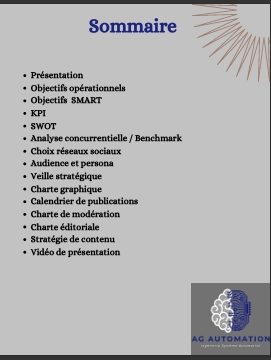 Sommaire
Présentation
Objectifs opérationnels
Objectifs SMART
KPI
SWOT
Analyse concurrentielle / Benchmark
Choix réseaux sociaux
Audience et persona
Veille stratégique
Charte graphique
Calendrier de publications
Charte de modération
Charte éditoriale
Stratégie de contenu
Vidéo de présentation
AG AUTOMATION